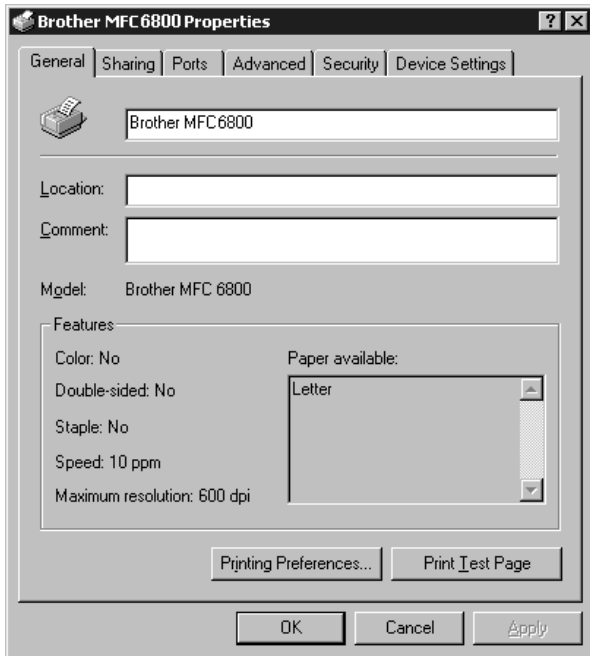 Brother MFC6800 Properties
General Sharing Ports Advanced Security Device Settings
Brother MFC6800
Location:
Comment:
Model: Brother MFC 6800
Features
Color: No
Paper available:
Double-sided: No
Letter
Staple: No
Speed: 10 ppm
Maximum resolution: 600 dpi
Printing Preferences... Print Test Page
OK Cancel Apply